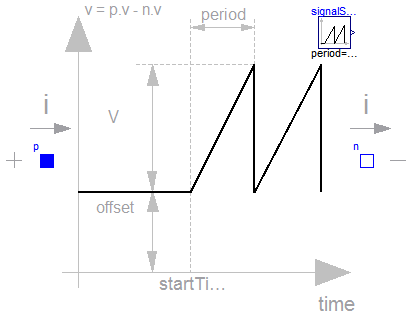 v = p.v - n.v
period
signalS...
period=...
i
i
V
p
n
+
−
offset
startTi...
time